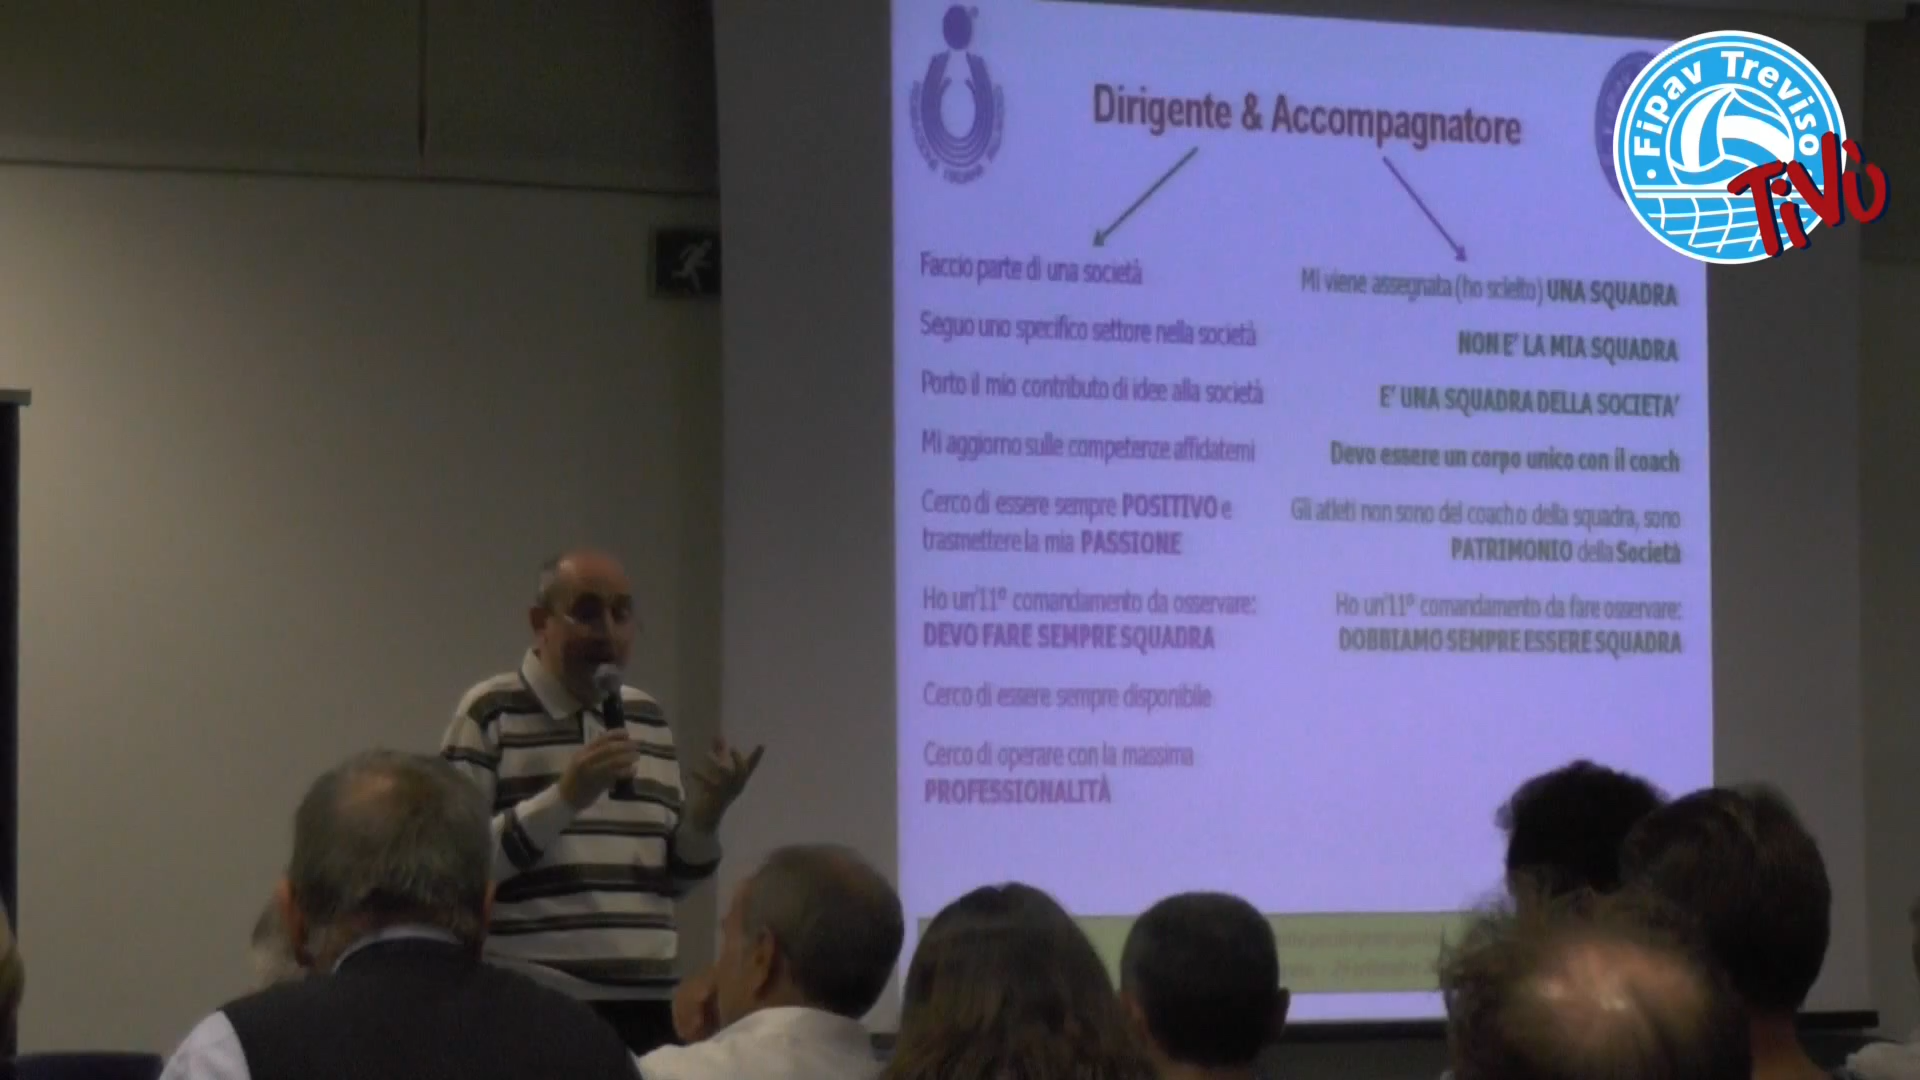 Fipav Treviso
TiVù
Dirigente & Accompagnatore
Faccio parte di una società
Seguo uno specifico settore nella società
Porto il mio contributo di idee alla società
Mi aggiorno sulle competenze affidatemi
Cerco di essere sempre POSITIVO e
trasmettere la mia PASSIONE
Ho un'11° comandamento da osservare:
DEVO FARE SEMPRE SQUADRA
Cerco di essere sempre disponibile
Cerco di operare con la massima
PROFESSIONALITÀ
Mi viene assegnata (ho scielto) UNA SQUADRA
NON E' LA MIA SQUADRA
E' UNA SQUADRA DELLA SOCIETA'
Devo essere un corpo unico con il coach
Gli atleti non sono del coach o della squadra, sono
PATRIMONIO della Società
Ho un'11° comandamento da fare osservare:
DOBBIAMO SEMPRE ESSERE SQUADRA